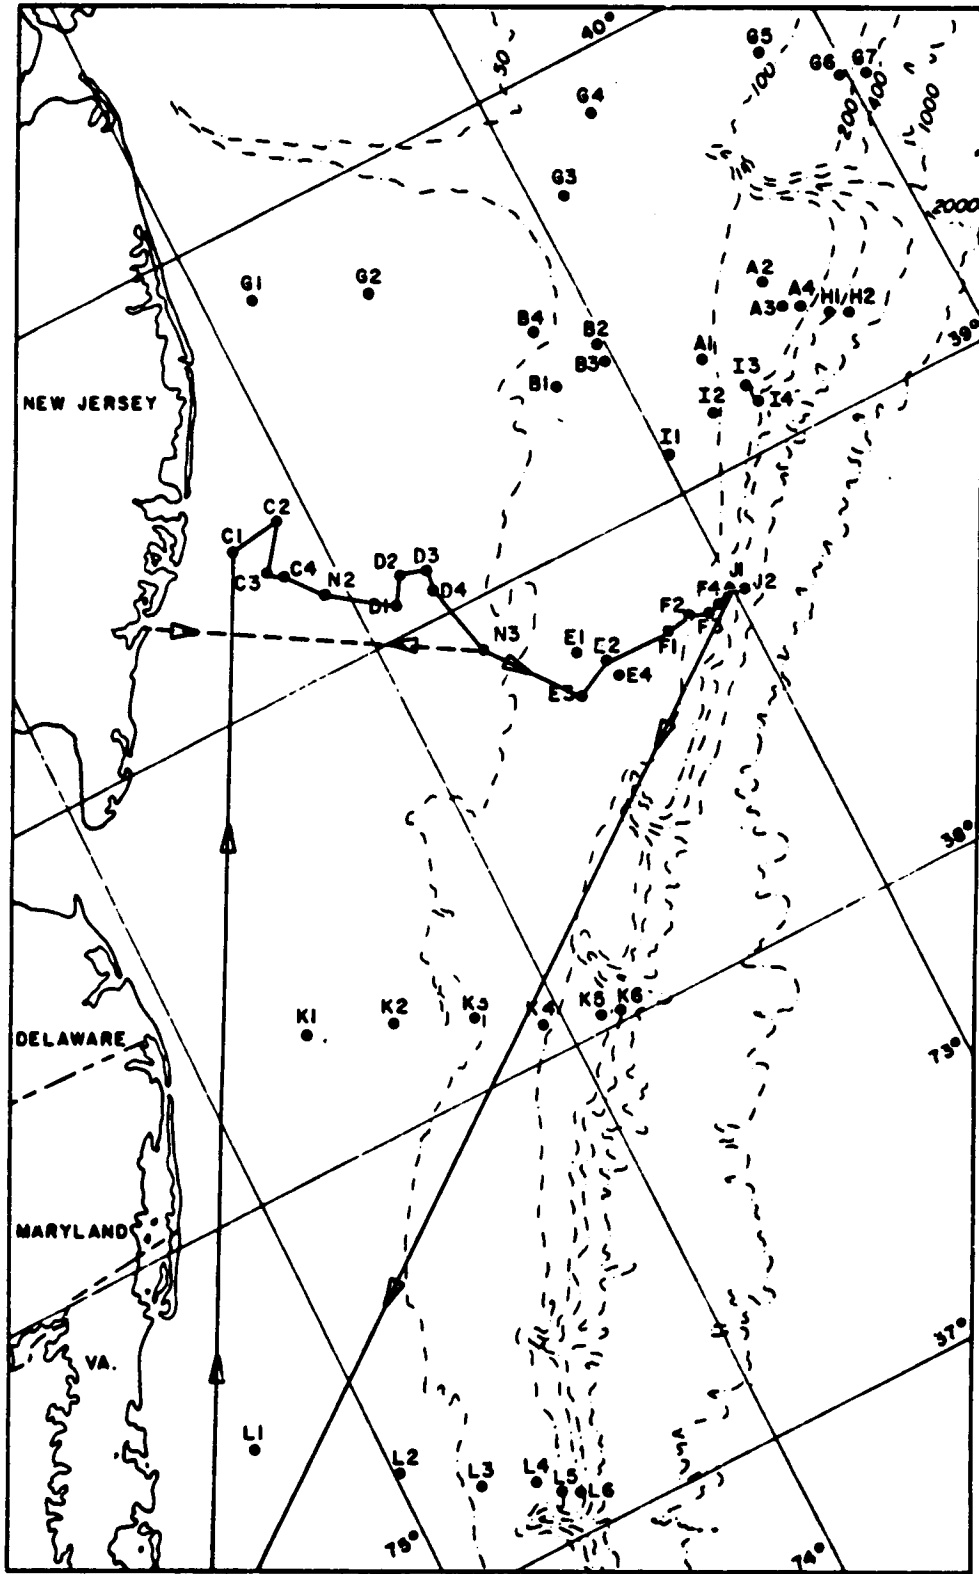 40°
50
G5
G6
G7
100
200
400
1000
G4
G3
2000
G1
G2
A2
A3
A4
H1
H2
B4
B2
B3
B1
A1
39°
I3
I4
I2
NEW JERSEY
I1
C1
C2
C3
C4
N2
D2
D3
D1
D4
N3
E1
E2
E3
E4
F1
F2
F3
F4
J1
J2
38°
K1
K2
K3
K4
K5
K6
DELAWARE
73°
MARYLAND
VA.
37°
L1
L2
L3
L4
L5
L6
75°
74°